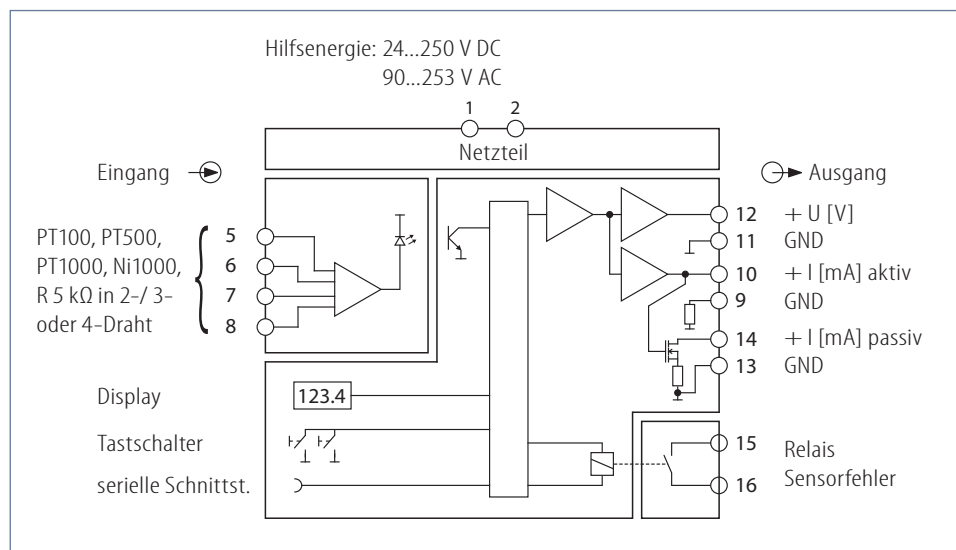 Hilfsenergie: 24...250 V DC
90...253 V AC
1 2
Netzteil
Eingang
Ausgang
PT100, PT500,
PT1000, Ni1000,
R 5 kΩ in 2-/ 3-
oder 4-Draht
5
6
7
8
12 + U [V]
11 GND
10 + I [mA] aktiv
9 GND
14 + I [mA] passiv
13 GND
Display
123.4
Tastschalter
serielle Schnittst.
15
16
Relais
Sensorfehler